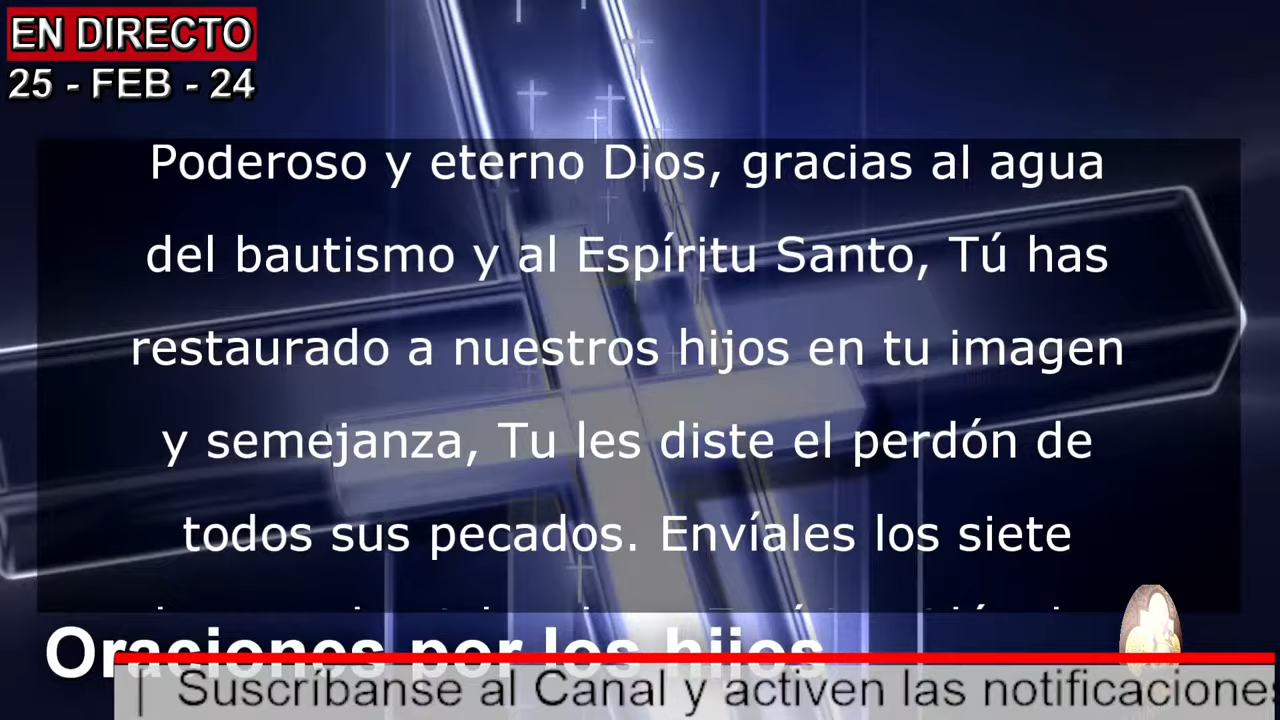 EN DIRECTO
25 - FEB - 24
Poderoso y eterno Dios, gracias al agua
del bautismo y al Espíritu Santo, Tú has
restaurado a nuestros hijos en tu imagen
y semejanza, Tu les diste el perdón de
todos sus pecados. Envíales los siete
Oraciones por los hijos
| Suscríbanse al Canal y activen las notificaciones